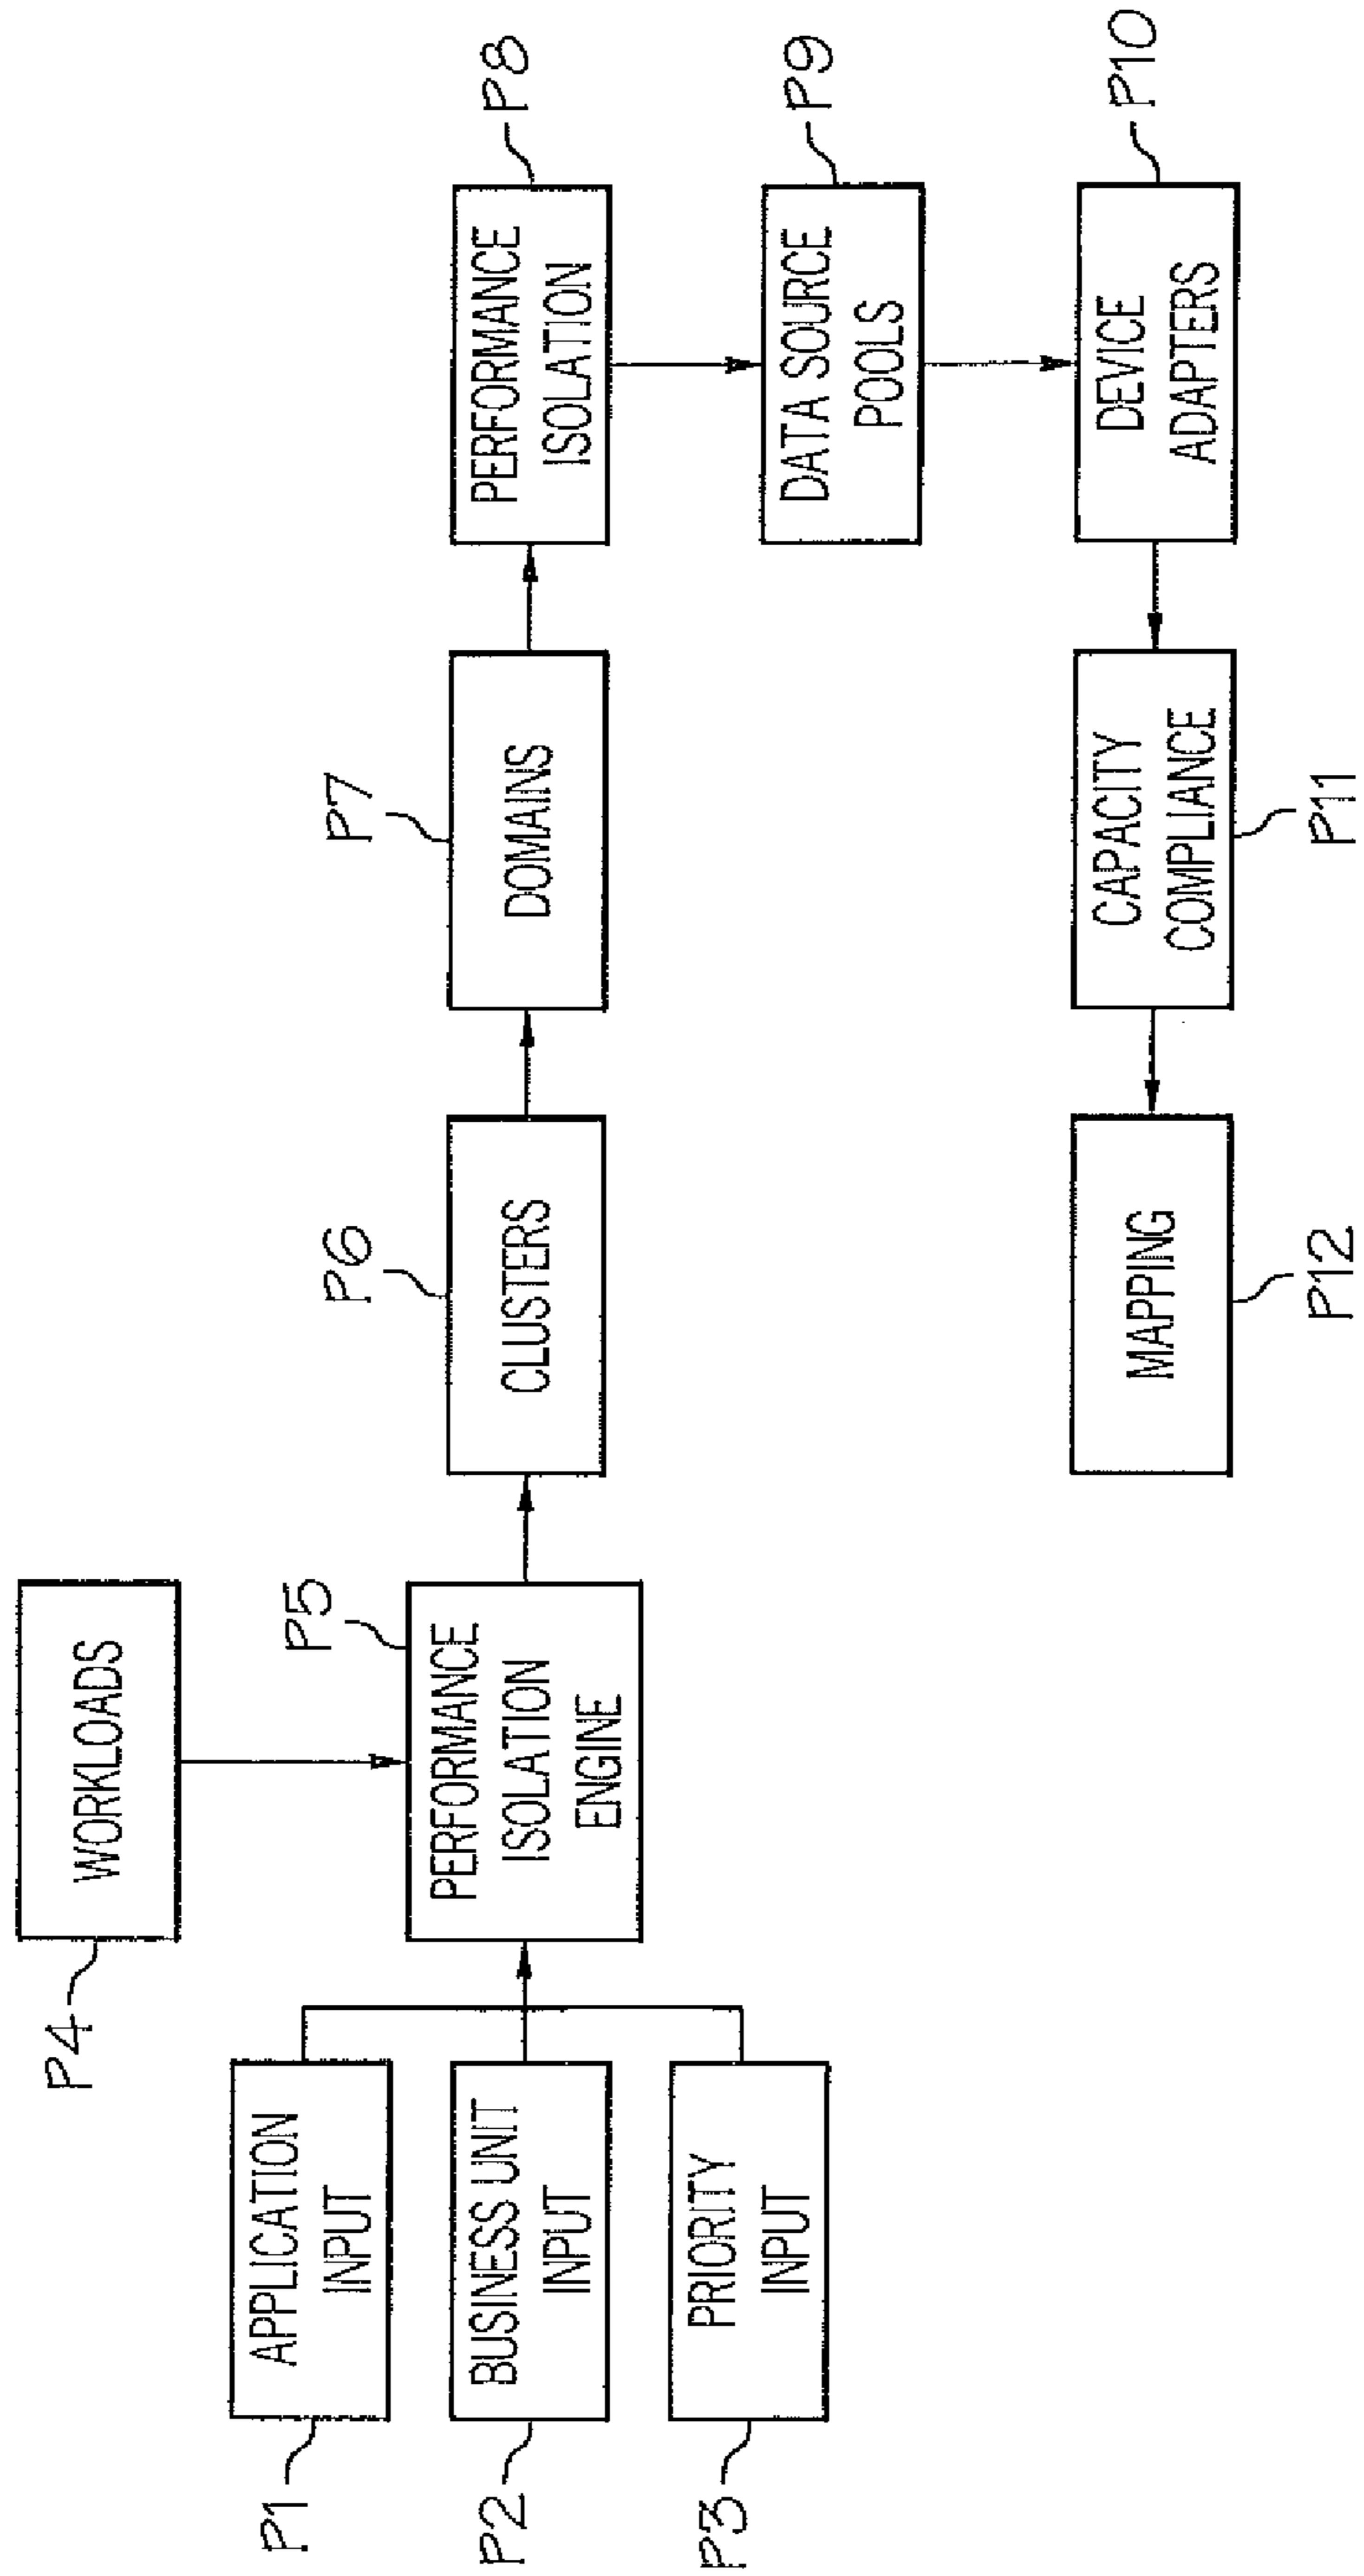 P4
WORKLOADS
P1
APPLICATION
INPUT
P2
BUSINESS UNIT
INPUT
P3
PRIORITY
INPUT
P5
PERFORMANCE
ISOLATION
ENGINE
P6
CLUSTERS
P7
DOMAINS
P8
PERFORMANCE
ISOLATION
P9
DATA SOURCE
POOLS
P10
DEVICE
ADAPTERS
P11
CAPACITY
COMPLIANCE
P12
MAPPING